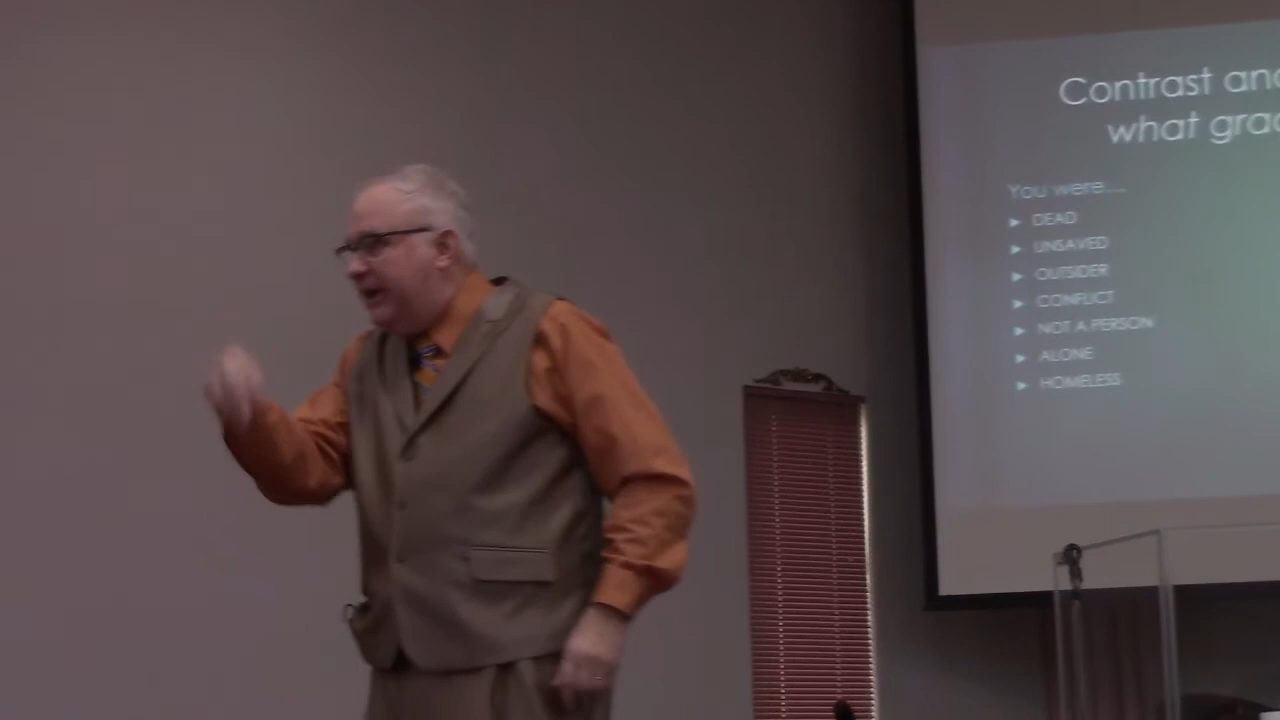 Contrast and
what grac
You were...
DEAD
UNSAVED
OUTSIDER
CONFLICT
NOT A PERSON
ALONE
HOMELESS